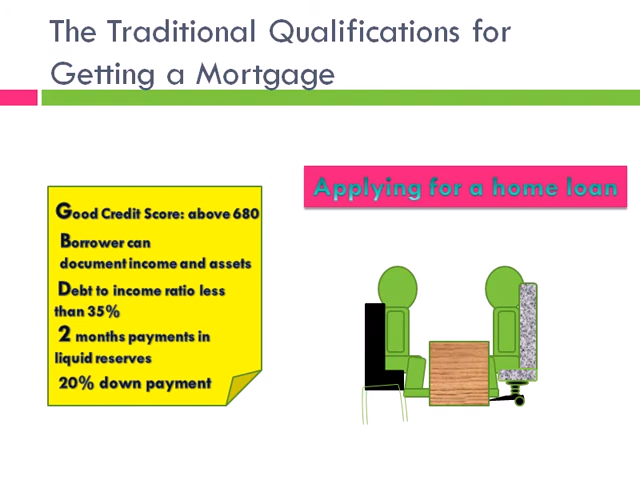 The Traditional Qualifications for
Getting a Mortgage
Applying for a home loan
Good Credit Score: above 680
Borrower can
document income and assets
Debt to income ratio less
than 35%
2 months payments in
liquid reserves
20% down payment